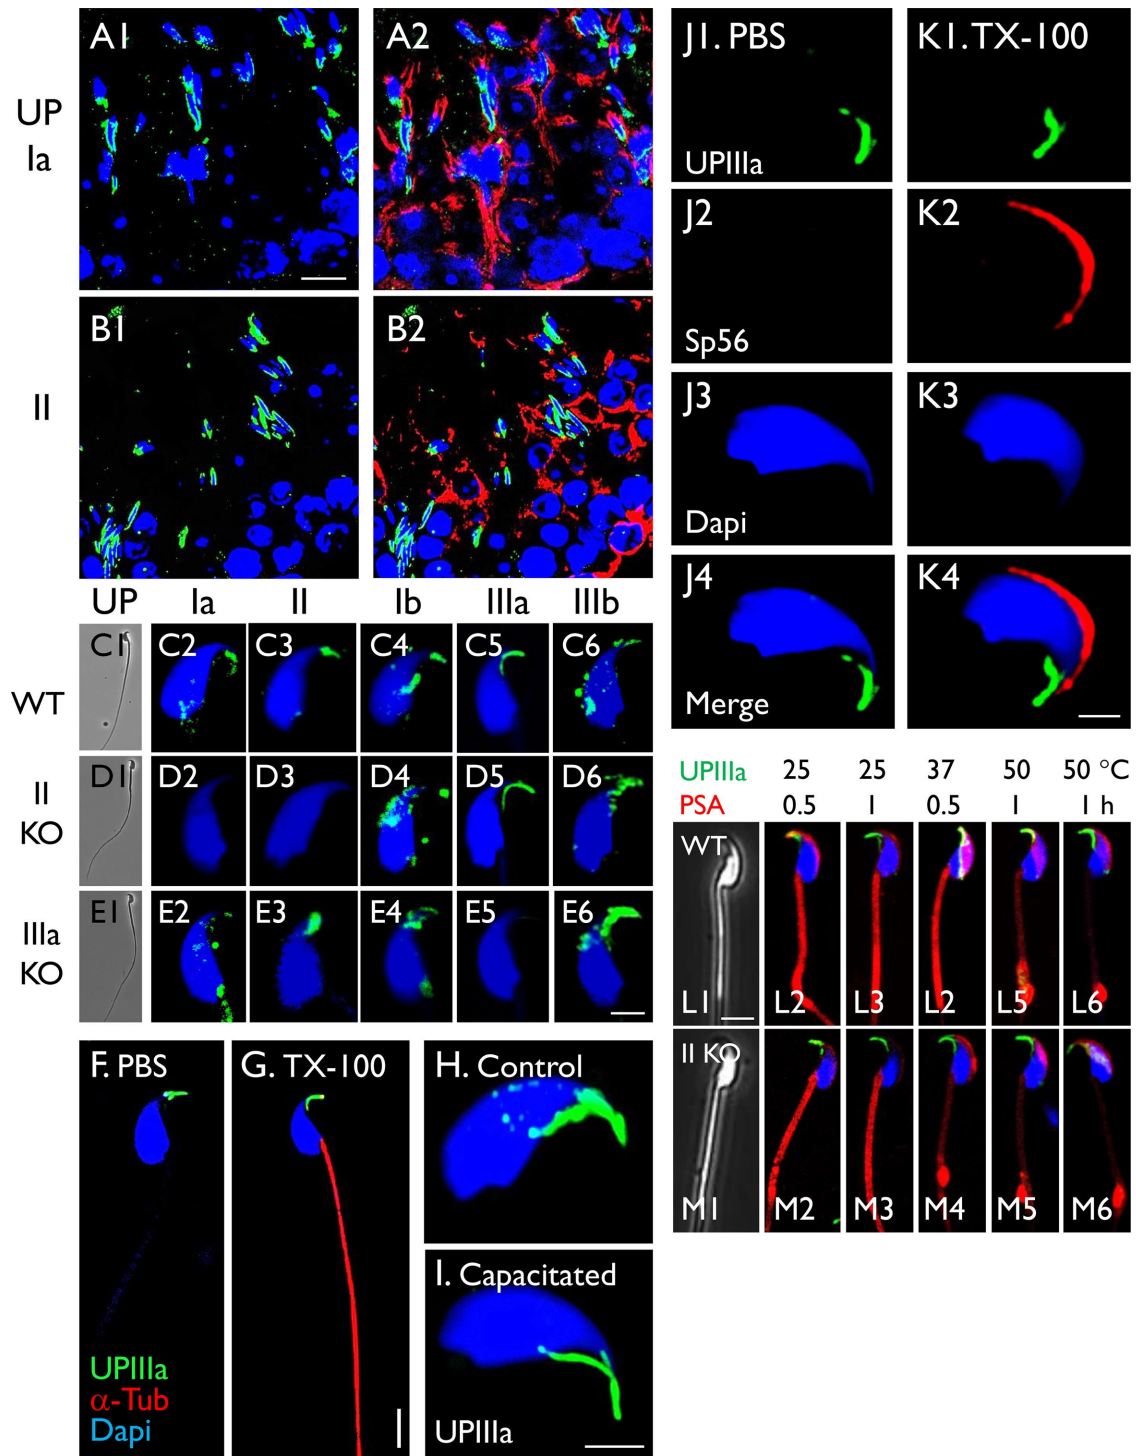 UP
Ia
A1
A2
II
B1
B2
UP Ia II Ib IIIa IIIb
WT
C1 C2 C3 C4 C5 C6
II
KO
D1 D2 D3 D4 D5 D6
IIIa
KO
E1 E2 E3 E4 E5 E6
F. PBS
UPIIIa
α-Tub
Dapi
G. TX-100
H. Control
I. Capacitated
UPIIIa
J1. PBS
UPIIIa
K1. TX-100
J2
Sp56
K2
J3
Dapi
K3
J4
Merge
K4
UPIIIa 25 25 37 50 50 °C
PSA 0.5 1 0.5 1 1 h
WT
L1 L2 L3 L2 L5 L6
II KO
M1 M2 M3 M4 M5 M6